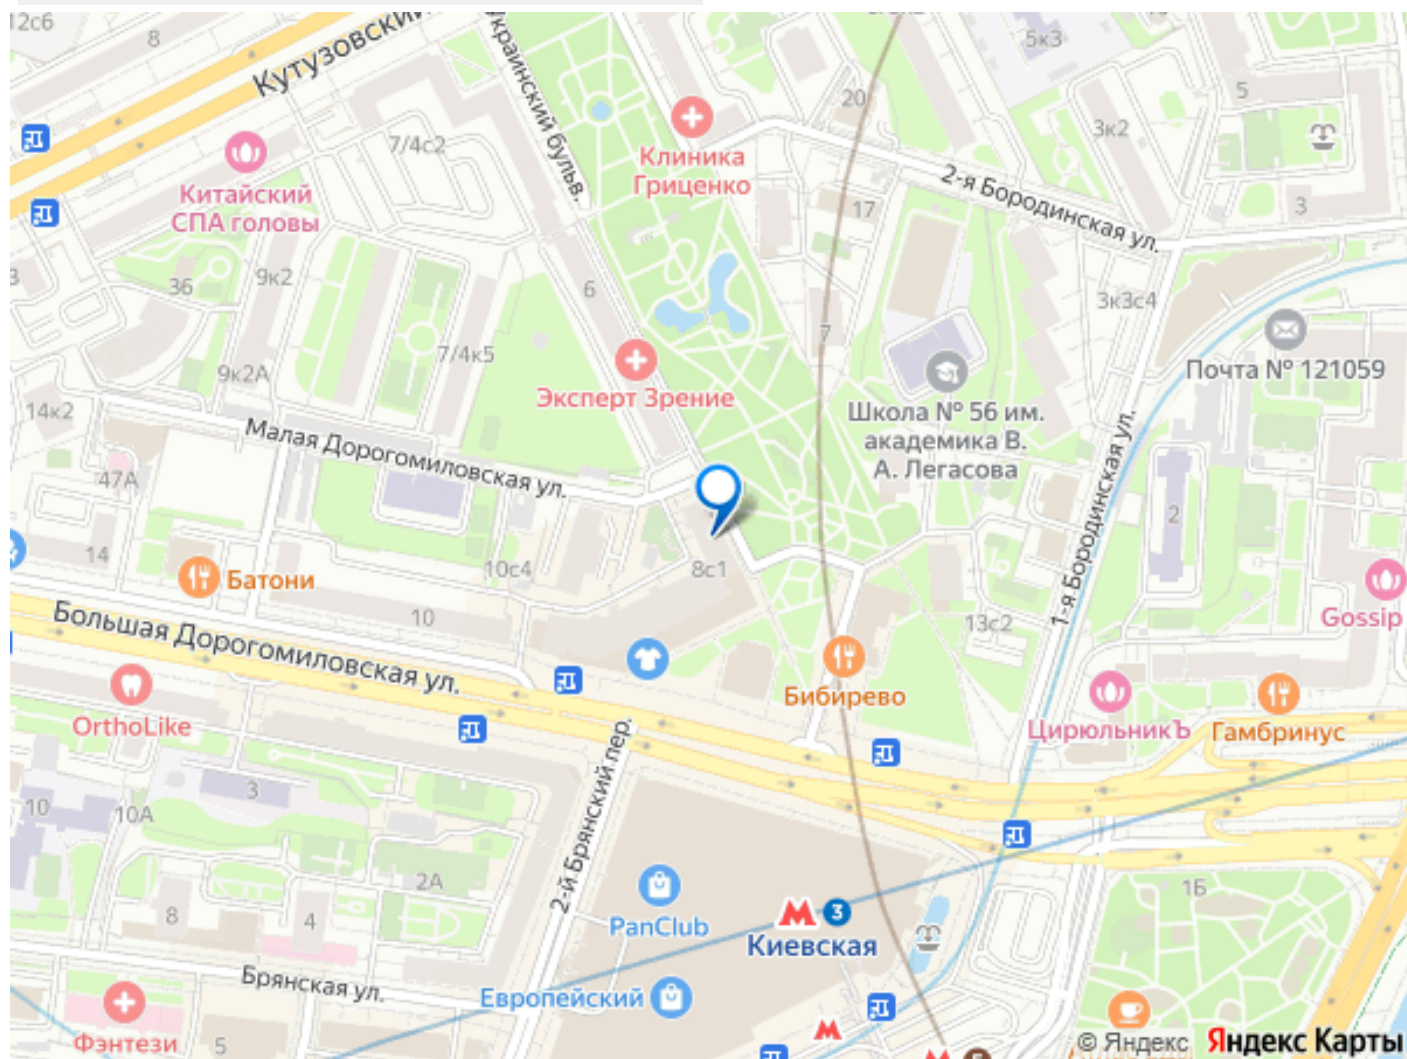 12с6
8
Кутузовский
Украинский бульв.
5к3
20
5
3к2
7/4с2
Клиника
Гриценко
2-я Бородинская ул.
Китайский
СПА головы
17
3
9к2
3б
6
3к3с4
7
Почта № 121059
7/4к5
9к2А
Эксперт Зрение
14к2
Школа № 56 им.
академика В.
А. Легасова
Малая Дорогомиловская ул.
47А
1-я Бородинская ул.
2
14
10с4
8с1
Батони
Gossip
10
13с2
Большая Дорогомиловская ул.
Бибирево
OrthoLike
ЦирюльникЪ
Гамбринус
2-й Брянский пер.
3
10
10А
2А
1Б
8
4
PanClub
3
Киевская
Брянская ул.
Европейский
Фэнтези
5
© Яндекс Яндекс Карты